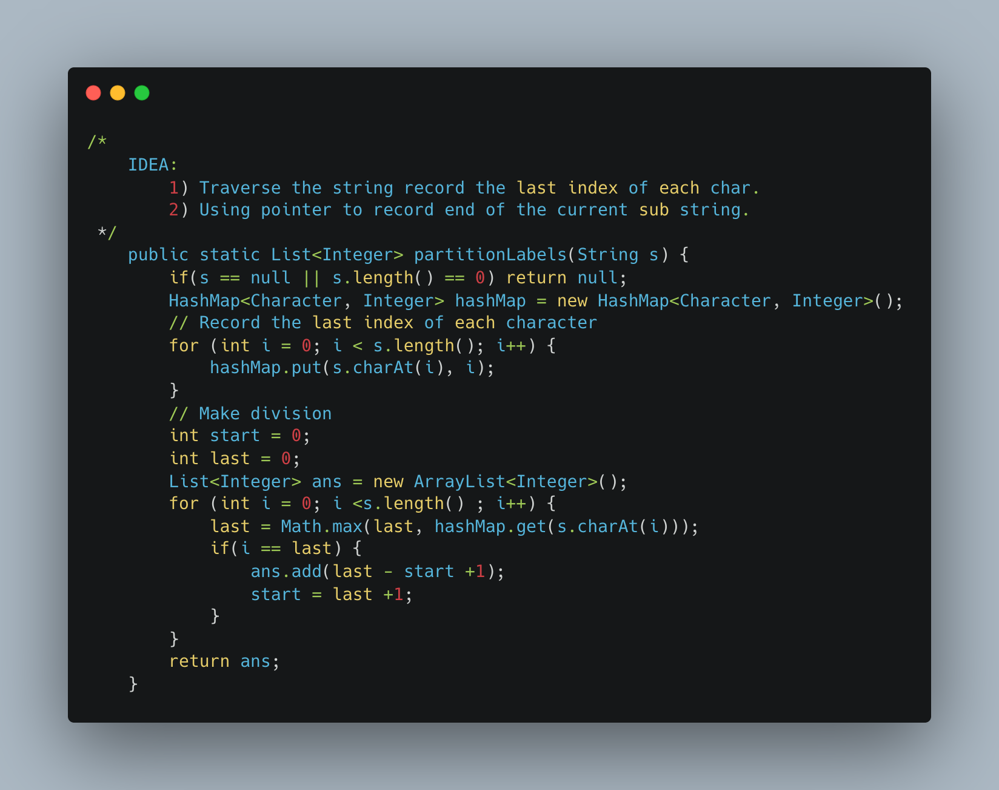 /*
    IDEA:
        1) Traverse the string record the last index of each char.
        2) Using pointer to record end of the current sub string.
 */
    public static List<Integer> partitionLabels(String s) {
        if(s == null || s.length() == 0) return null;
        HashMap<Character, Integer> hashMap = new HashMap<Character, Integer>();
        // Record the last index of each character
        for (int i = 0; i < s.length(); i++) {
            hashMap.put(s.charAt(i), i);
        }
        // Make division
        int start = 0;
        int last = 0;
        List<Integer> ans = new ArrayList<Integer>();
        for (int i = 0; i <s.length() ; i++) {
            last = Math.max(last, hashMap.get(s.charAt(i)));
            if(i == last) {
                ans.add(last - start +1);
                start = last +1;
            }
        }
        return ans;
    }